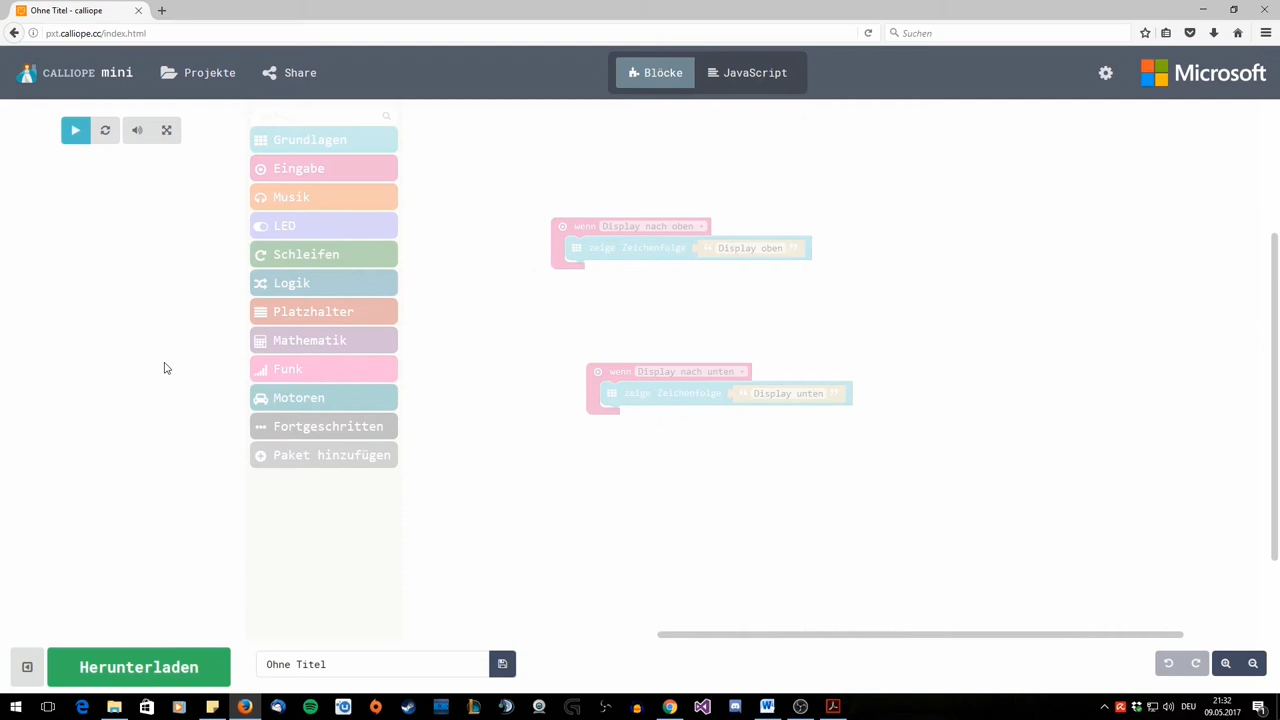 Ohne Titel - calliope
pxt.calliope.cc/index.html
Suchen
CALLIOPE mini
Projekte
Share
Blöcke
JavaScript
Microsoft
Grundlagen
Eingabe
Musik
LED
Schleifen
Logik
Platzhalter
Mathematik
Funk
Motoren
Fortgeschritten
Paket hinzufügen
wenn Display nach oben
zeige Zeichenfolge " Display oben "
wenn Display nach unten
zeige Zeichenfolge " Display unten "
Herunterladen
Ohne Titel
DEU
21:32
09.05.2017